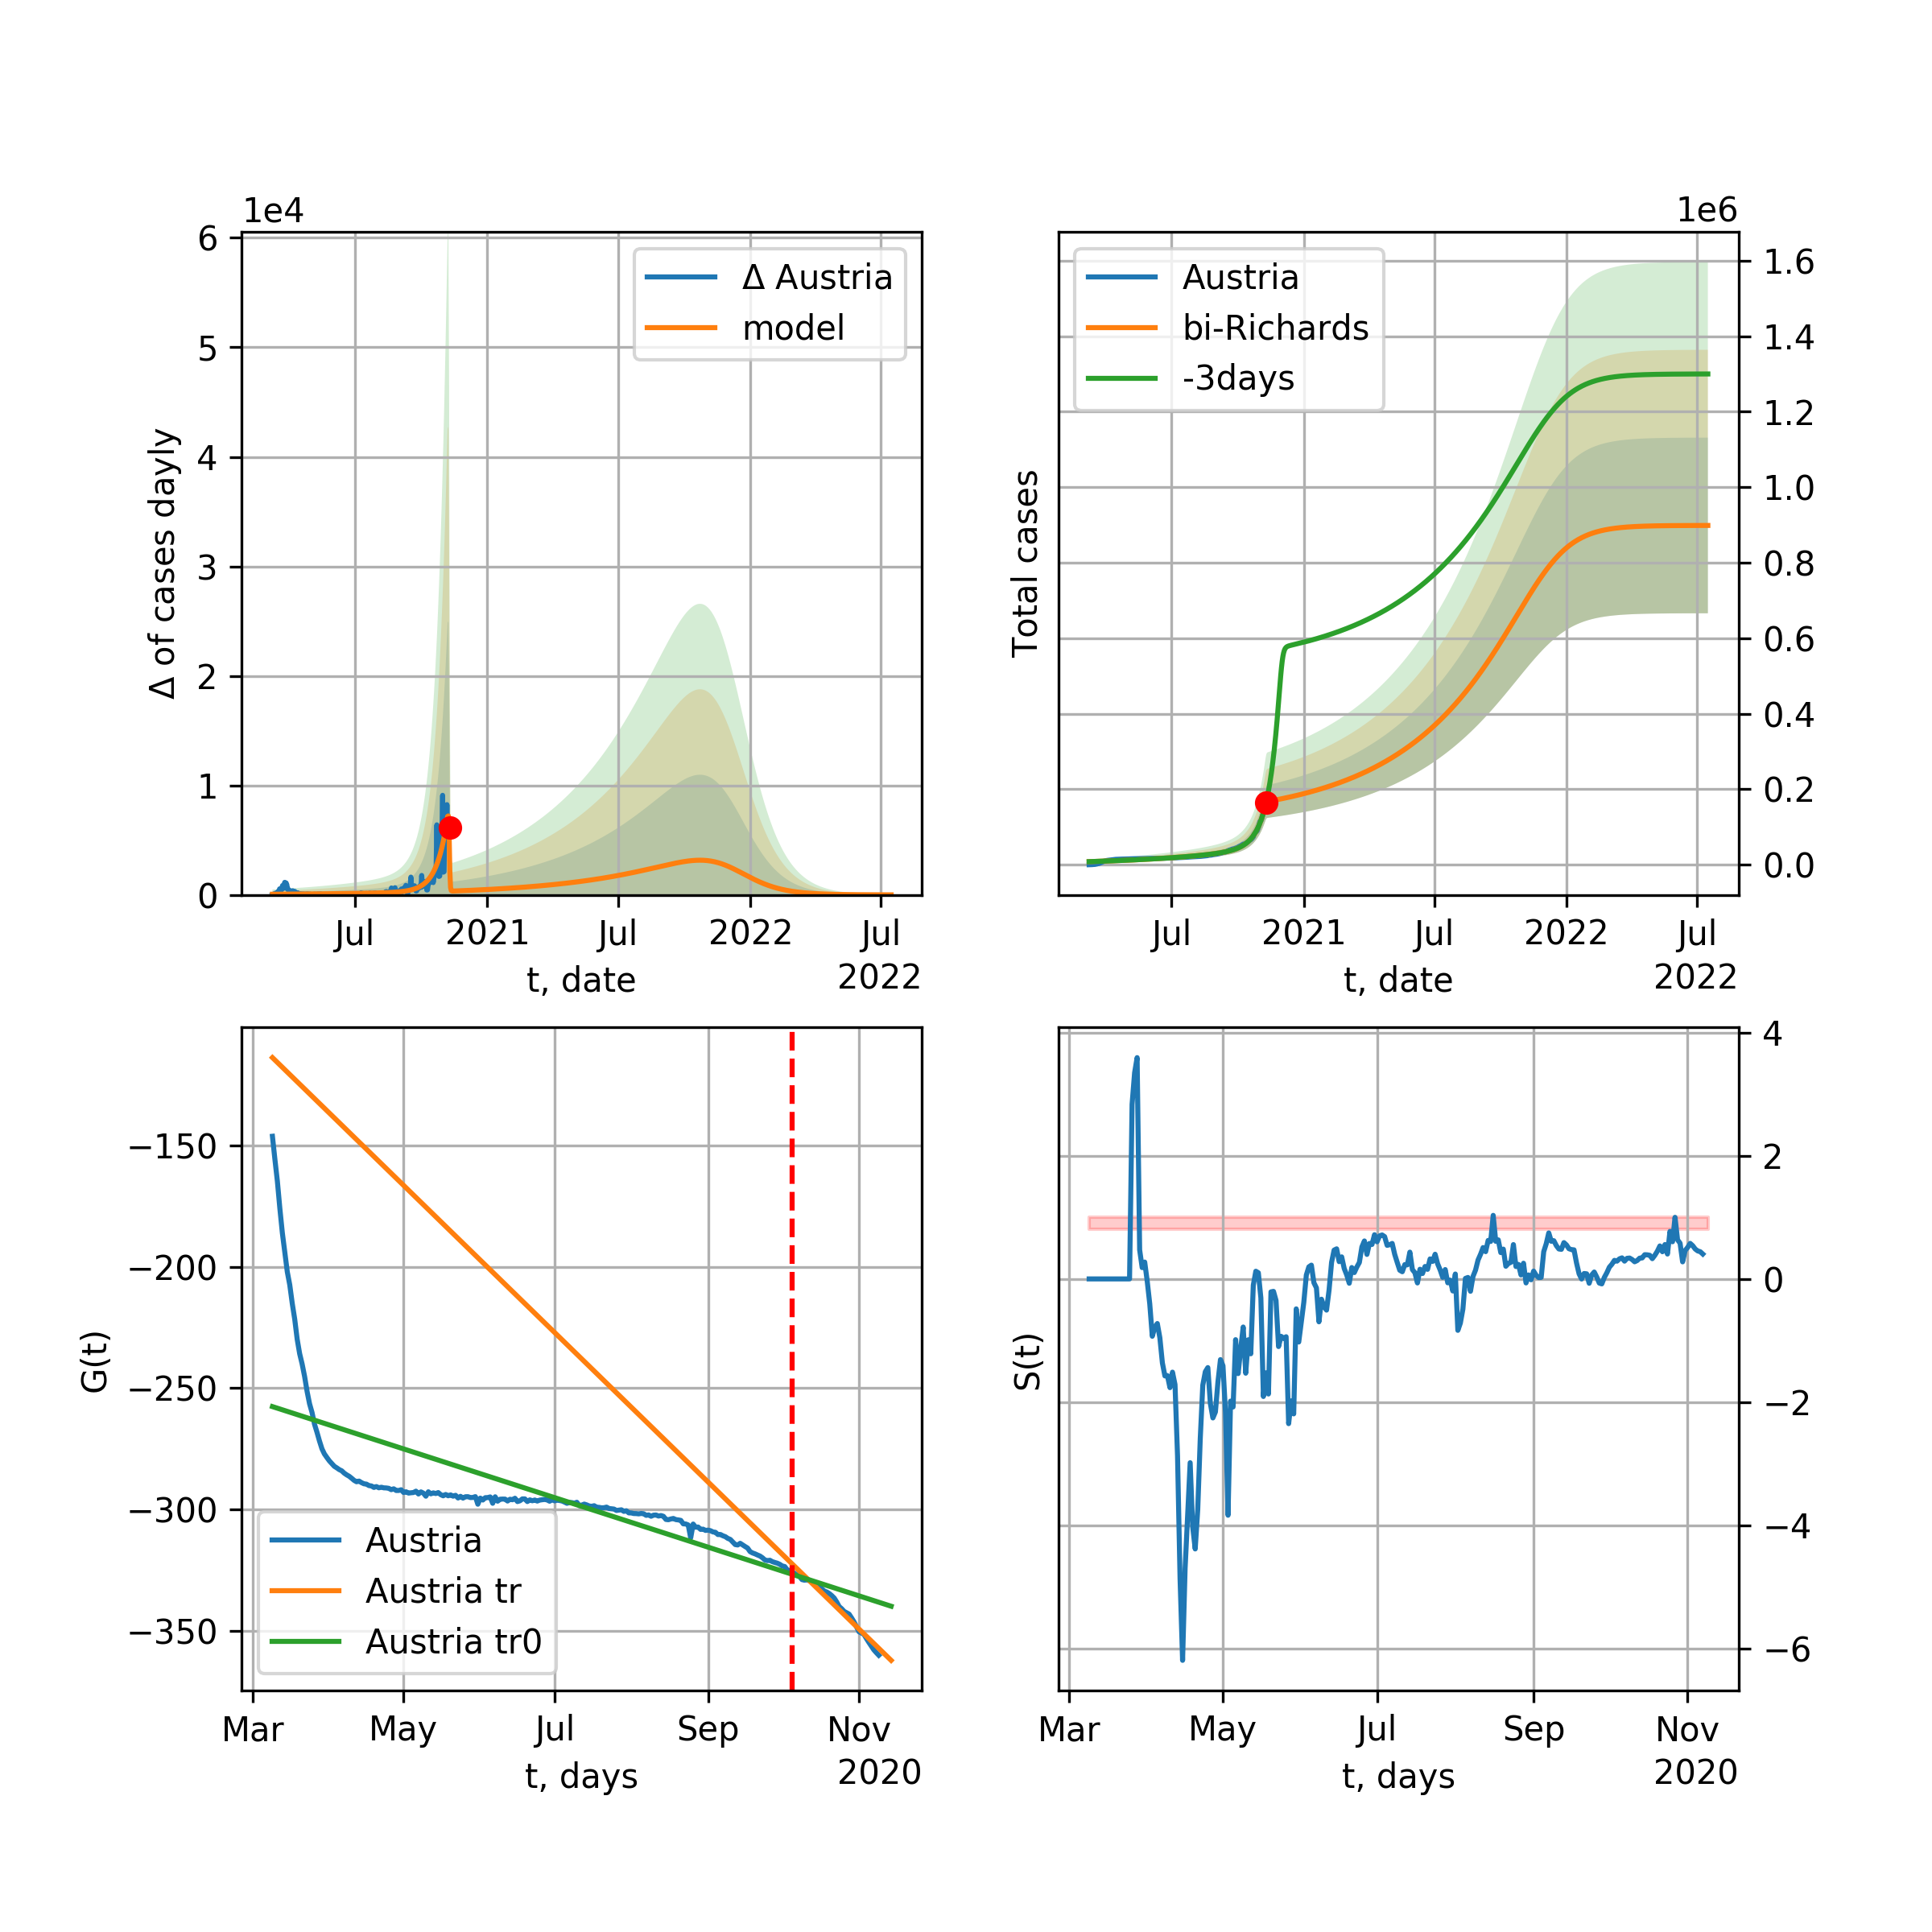 1e4
6
5
4
3
2
1
0
Δ of cases dayly
Δ Austria
model
Jul
2021
Jul
2022
Jul
2022
t, date
1e6
Austria
bi-Richards
-3days
Total cases
1.6
1.4
1.2
1.0
0.8
0.6
0.4
0.2
0.0
Jul
2021
Jul
2022
Jul
2022
t, date
G(t)
−150
−200
−250
−300
−350
Austria
Austria tr
Austria tr0
Mar
May
Jul
Sep
Nov
2020
t, days
S(t)
4
2
0
−2
−4
−6
Mar
May
Jul
Sep
Nov
2020
t, days